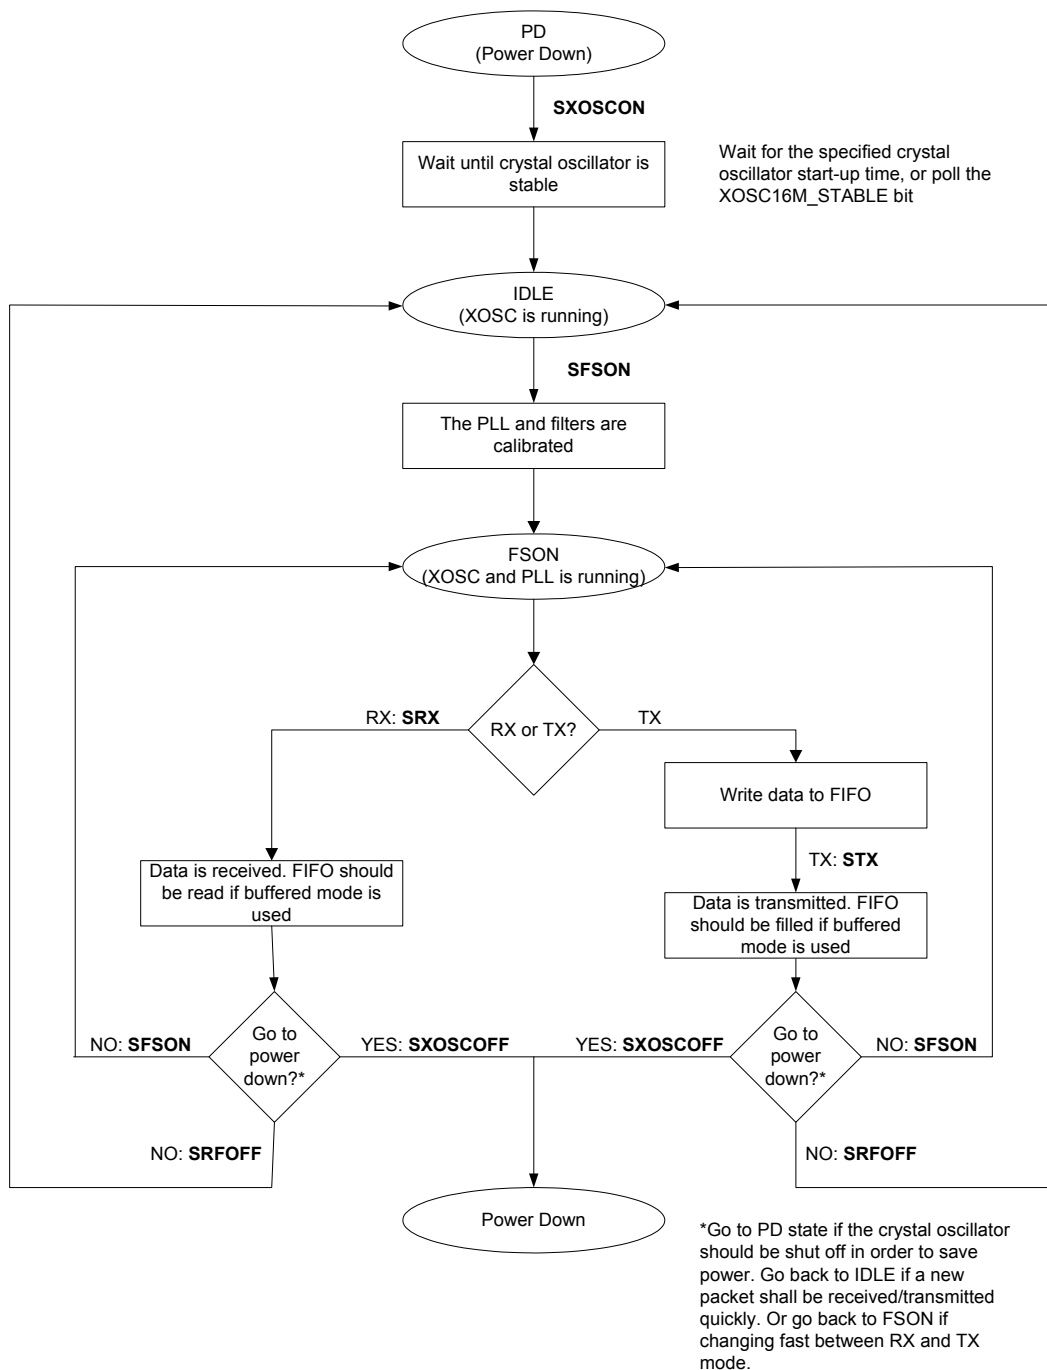 PD
(Power Down)
SXOSCON
Wait until crystal oscillator is
stable
Wait for the specified crystal
oscillator start-up time, or poll the
XOSC16M_STABLE bit
IDLE
(XOSC is running)
SFSON
The PLL and filters are
calibrated
FSON
(XOSC and PLL is running)
RX: SRX
RX or TX?
TX
Write data to FIFO
TX: STX
Data is received. FIFO should
be read if buffered mode is
used
Data is transmitted. FIFO
should be filled if buffered
mode is used
NO: SFSON
Go to
power
down?*
YES: SXOSCOFF
YES: SXOSCOFF
Go to
power
down?*
NO: SFSON
NO: SRFOFF
NO: SRFOFF
Power Down
*Go to PD state if the crystal oscillator
should be shut off in order to save
power. Go back to IDLE if a new
packet shall be received/transmitted
quickly. Or go back to FSON if
changing fast between RX and TX
mode.